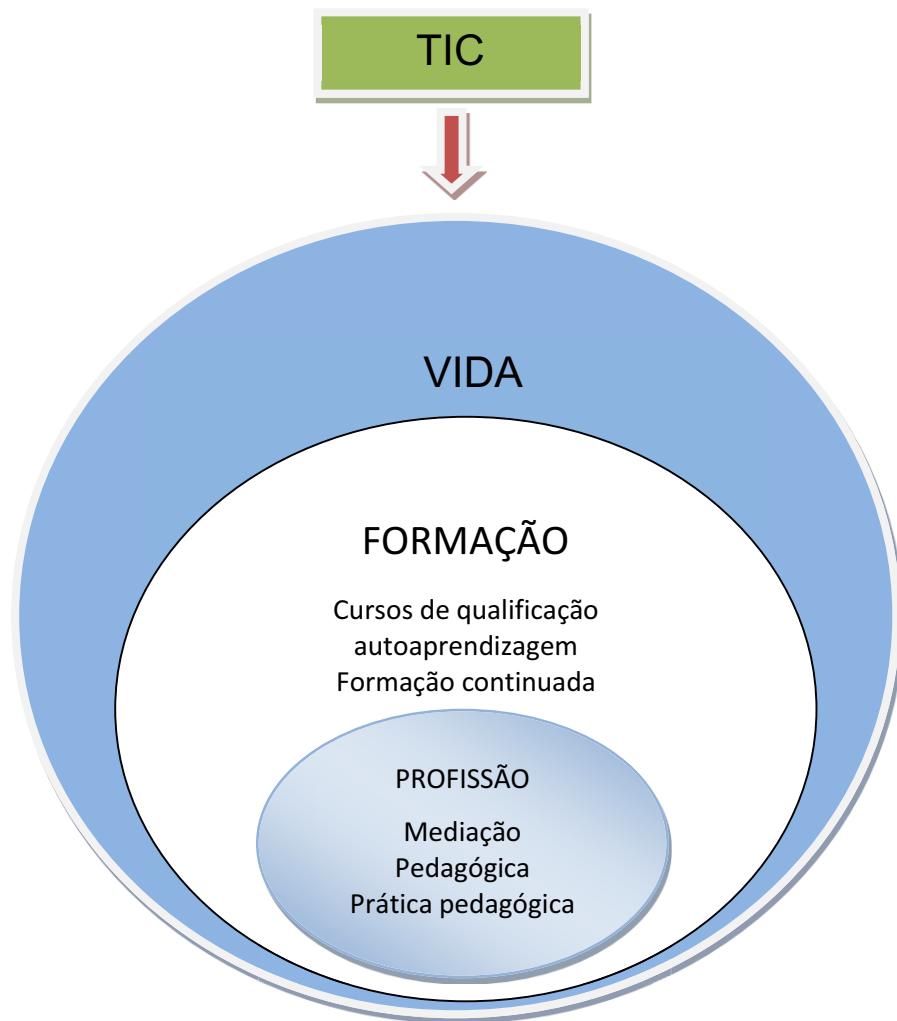 TIC
VIDA
FORMAÇÃO
Cursos de qualificação
autoaprendizagem
Formação continuada
PROFISSÃO
Mediação
Pedagógica
Prática pedagógica